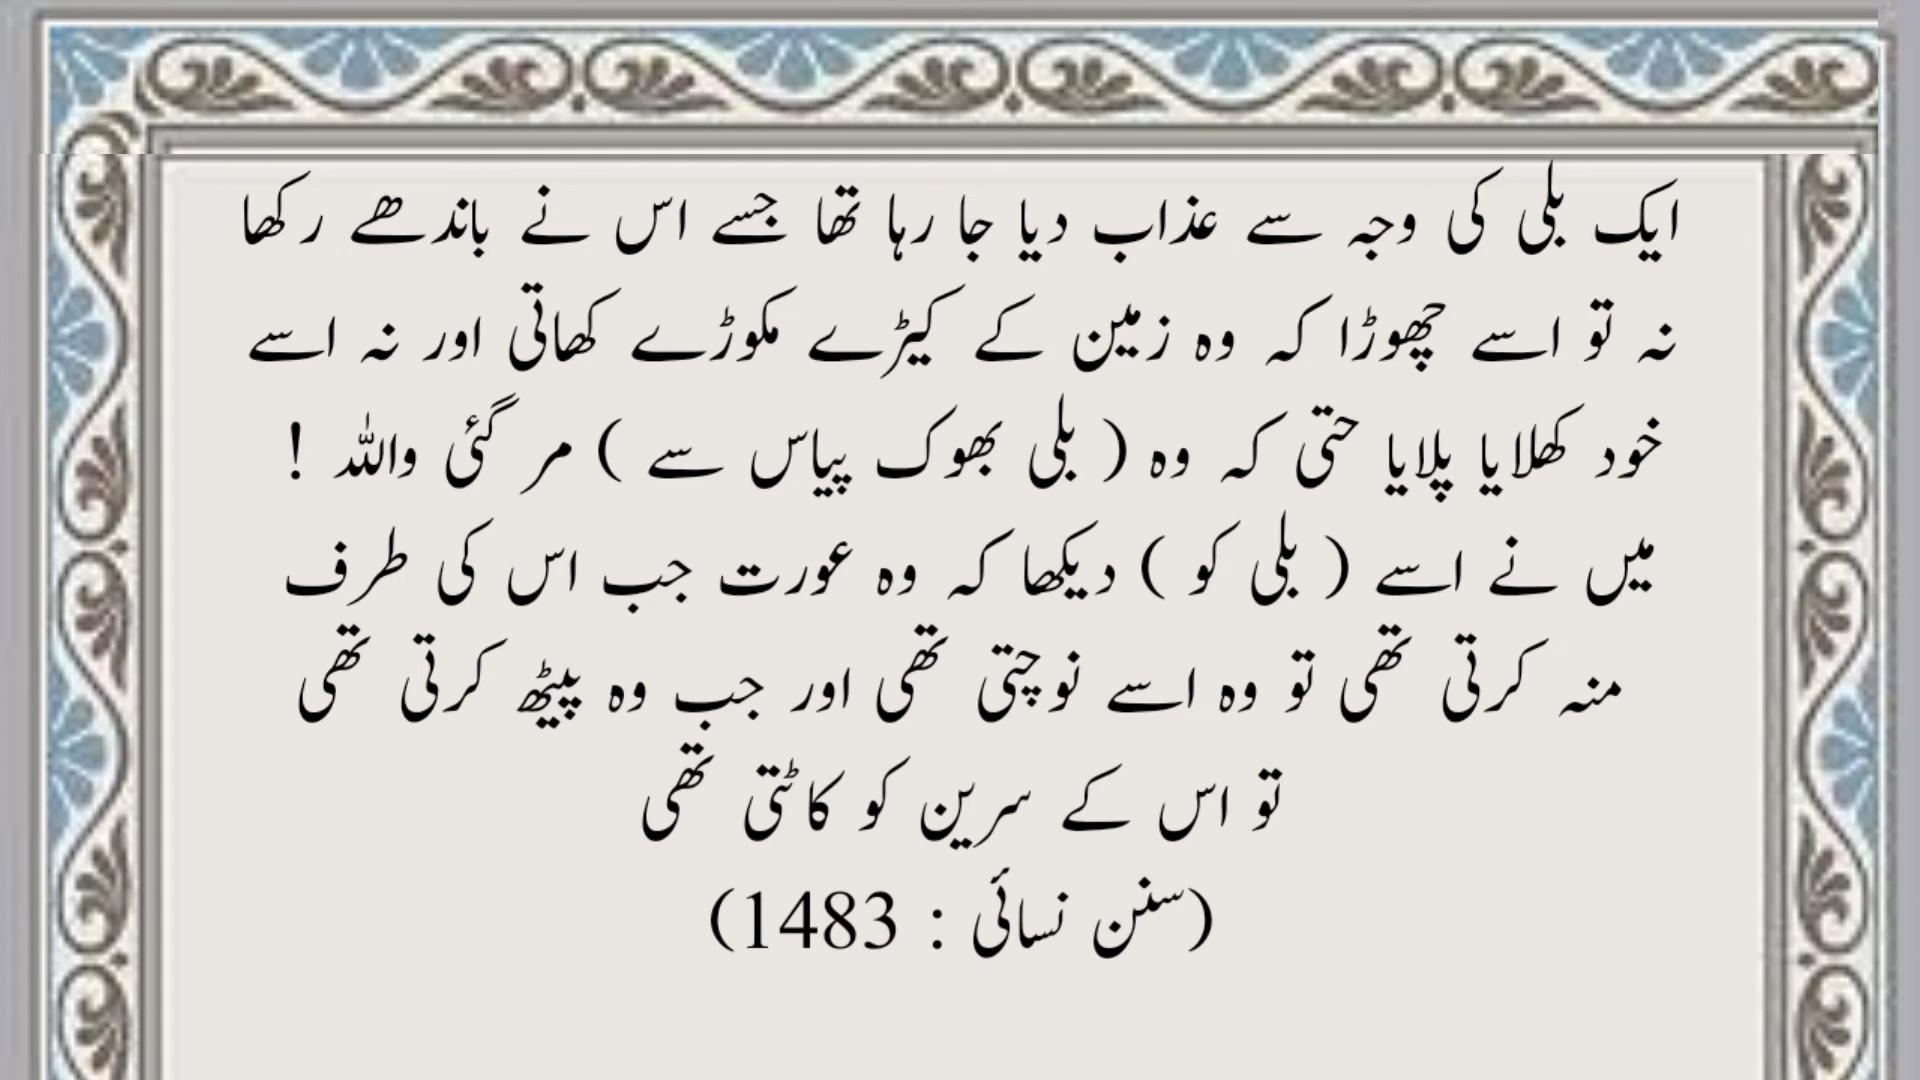 ایک بلی کی وجہ سے عذاب دیا جا رہا تھا جسے اس نے باندھے رکھا
نہ تو اسے چھوڑا کہ وہ زمین کے کیڑے مکوڑے کھاتی اور نہ اسے
خود کھلایا پلایا حتی کہ وہ ( بلی بھوک پیاس سے ) مر گئی واللہ !
میں نے اسے ( بلی کو ) دیکھا کہ وہ عورت جب اس کی طرف
منہ کرتی تھی تو وہ اسے نوچتی تھی اور جب وہ پیٹھ کرتی تھی
تو اس کے سرین کو کاٹتی تھی
(سنن نسائی : 1483)